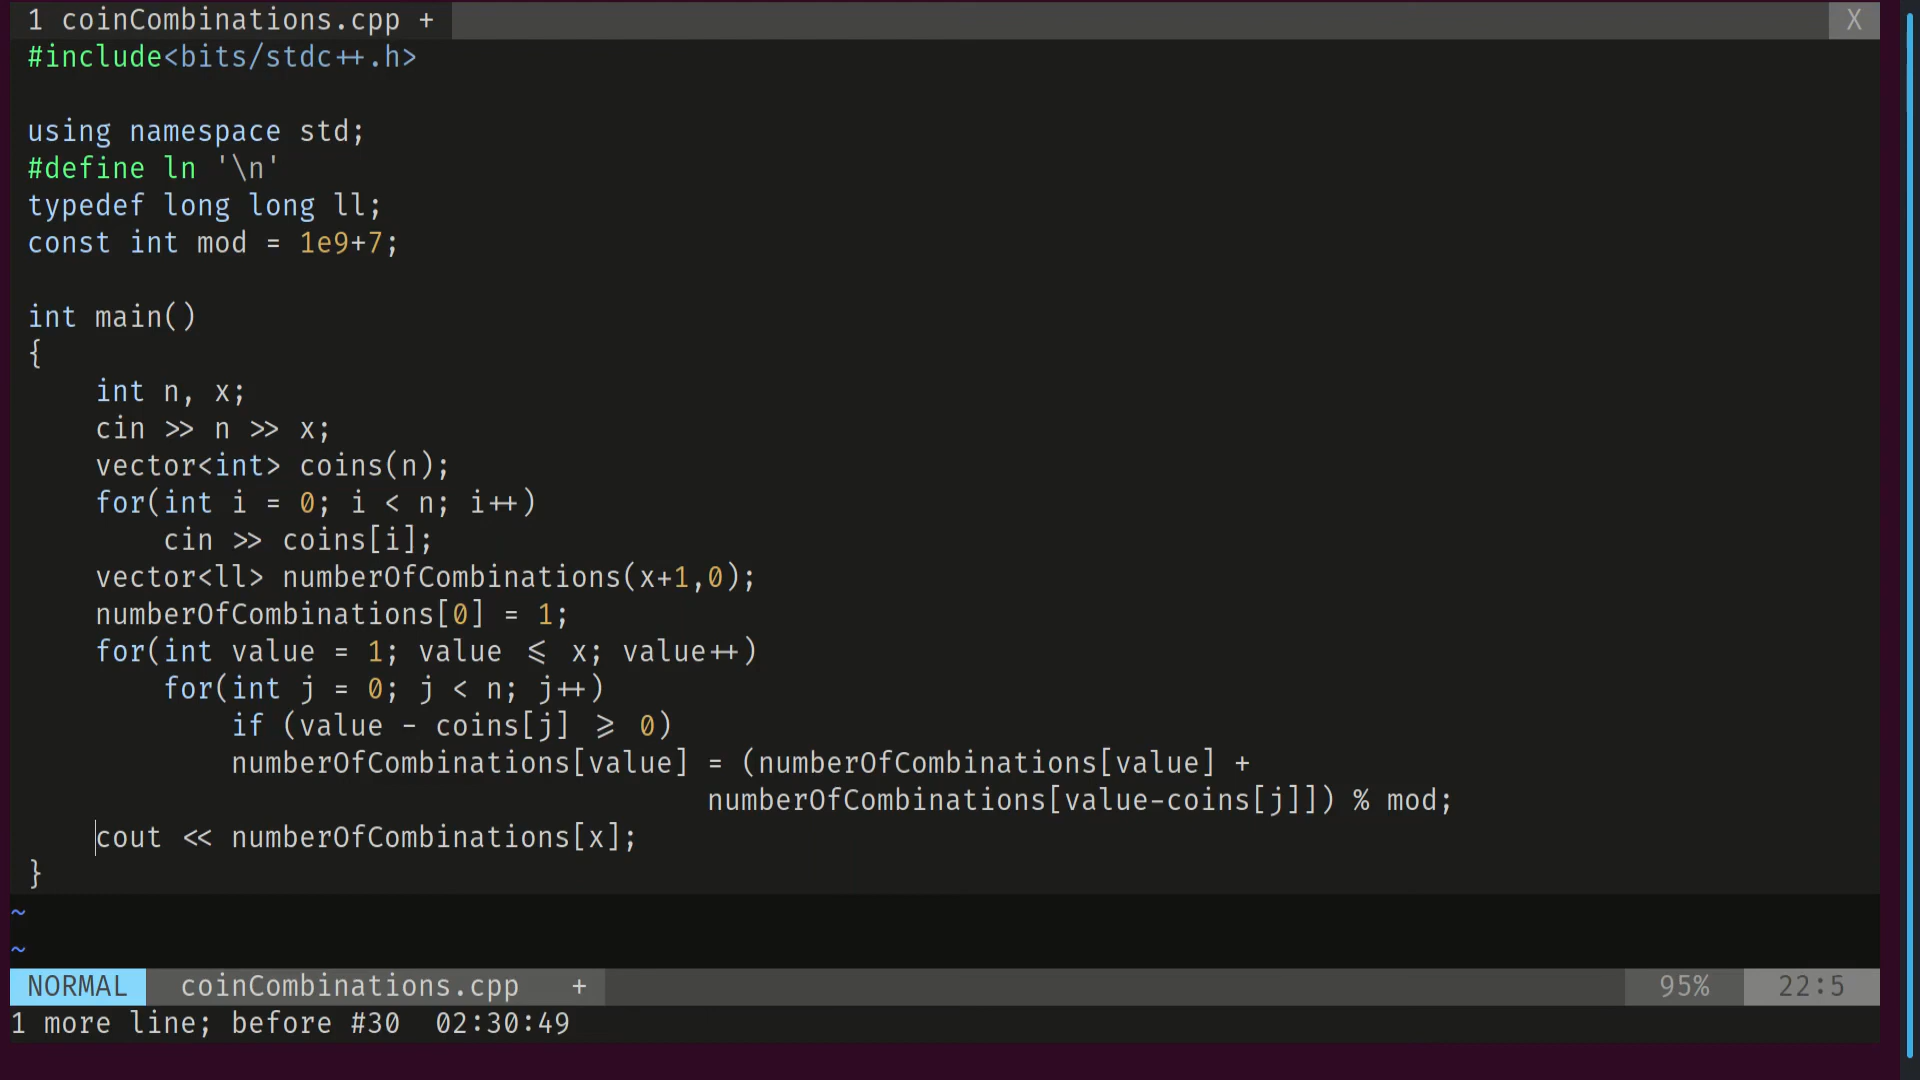 1 coinCombinations.cpp + X
#include<bits/stdc++.h>
using namespace std;
#define ln '\n'
typedef long long ll;
const int mod = 1e9+7;
int main()
{
    int n, x;
    cin >> n >> x;
    vector<int> coins(n);
    for(int i = 0; i < n; i++)
        cin >> coins[i];
    vector<ll> numberOfCombinations(x+1,0);
    numberOfCombinations[0] = 1;
    for(int value = 1; value <= x; value++)
        for(int j = 0; j < n; j++)
            if (value - coins[j] >= 0)
            numberOfCombinations[value] = (numberOfCombinations[value] +
                                        numberOfCombinations[value-coins[j]]) % mod;
    cout << numberOfCombinations[x];
}
~
~
NORMAL coinCombinations.cpp + 95% 22:5
1 more line; before #30 02:30:49